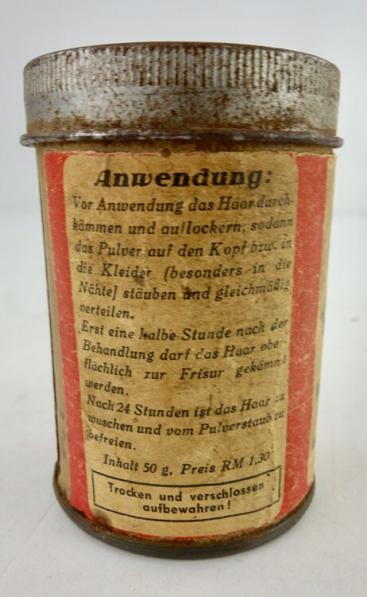 Anwendung:
Vor Anwendung das Haar durch-
kämmen und auflockern, sodann
das Pulver auf den Kopf bzw. in
die Kleider (besonders in die
Nähte) stäuben und gleichmäßig
verteilen.
Erst eine halbe Stunde nach der
Behandlung darf das Haar ober-
flächlich zur Frisur gekämmt
werden.
Nach 24 Stunden ist das Haar zu
waschen und vom Pulverstaub zu
befreien.
Inhalt 50 g, Preis RM 1,30
Trocken und verschlossen
aufbewahren!